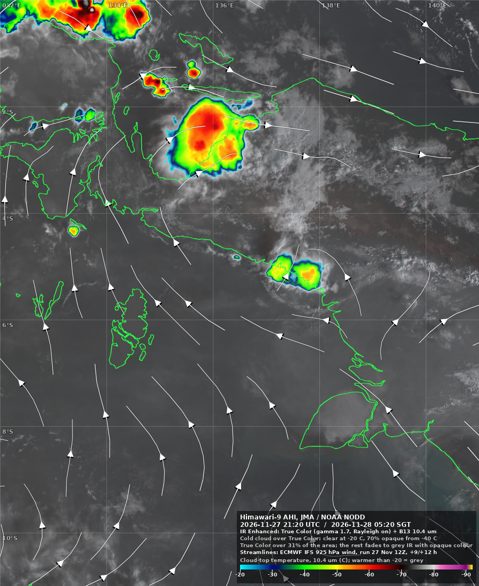 134°E
136°E
138°E
140°E
4°S
6°S
8°S
10°S
Himawari-9 AHI, JMA / NOAA NODD
2026-11-27 21:20 UTC / 2026-11-28 05:20 SGT
IR Enhanced: True Color (gamma 1.7, Rayleigh on) + B13 10.4 um
Cold cloud over True Color: clear at -20 C, 70% opaque from -40 C
True Color over 31% of the area; the rest fades to grey IR with opaque colour
Streamlines: ECMWF IFS 925 hPa wind, run 27 Nov 12Z, +9/+12 h
Cloud-top temperature, 10.4 um (C); warmer than -20 = grey
-20 -30 -40 -50 -60 -70 -80 -90